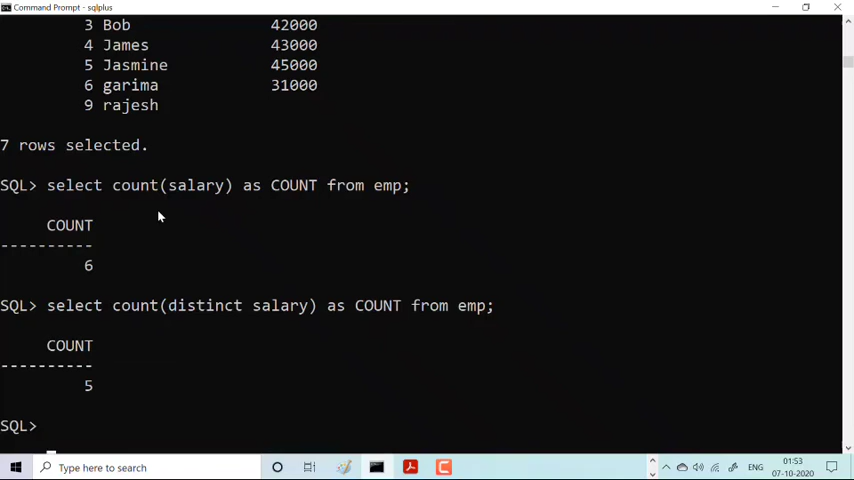 Command Prompt - sqlplus
3 Bob 42000
4 James 43000
5 Jasmine 45000
6 garima 31000
9 rajesh
7 rows selected.
SQL> select count(salary) as COUNT from emp;
COUNT
----------
6
SQL> select count(distinct salary) as COUNT from emp;
COUNT
----------
5
SQL>
Type here to search
ENG
01:53
07-10-2020